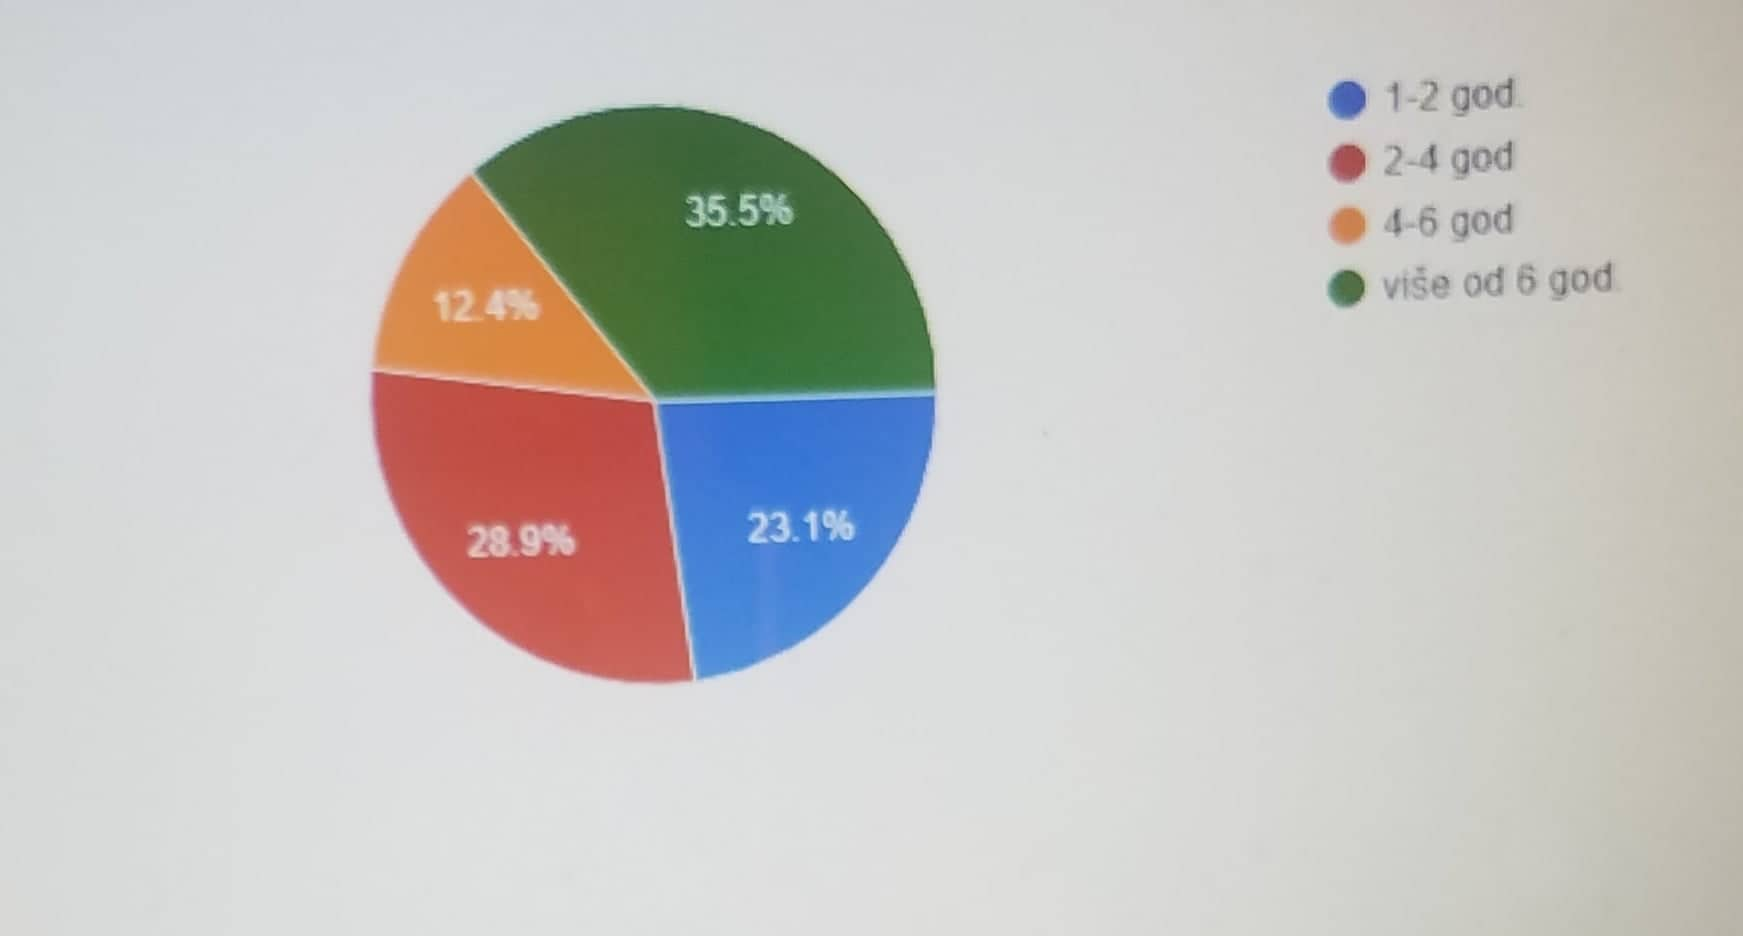 35.5%
12.4%
28.9%
23.1%
1-2 god.
2-4 god
4-6 god
više od 6 god.